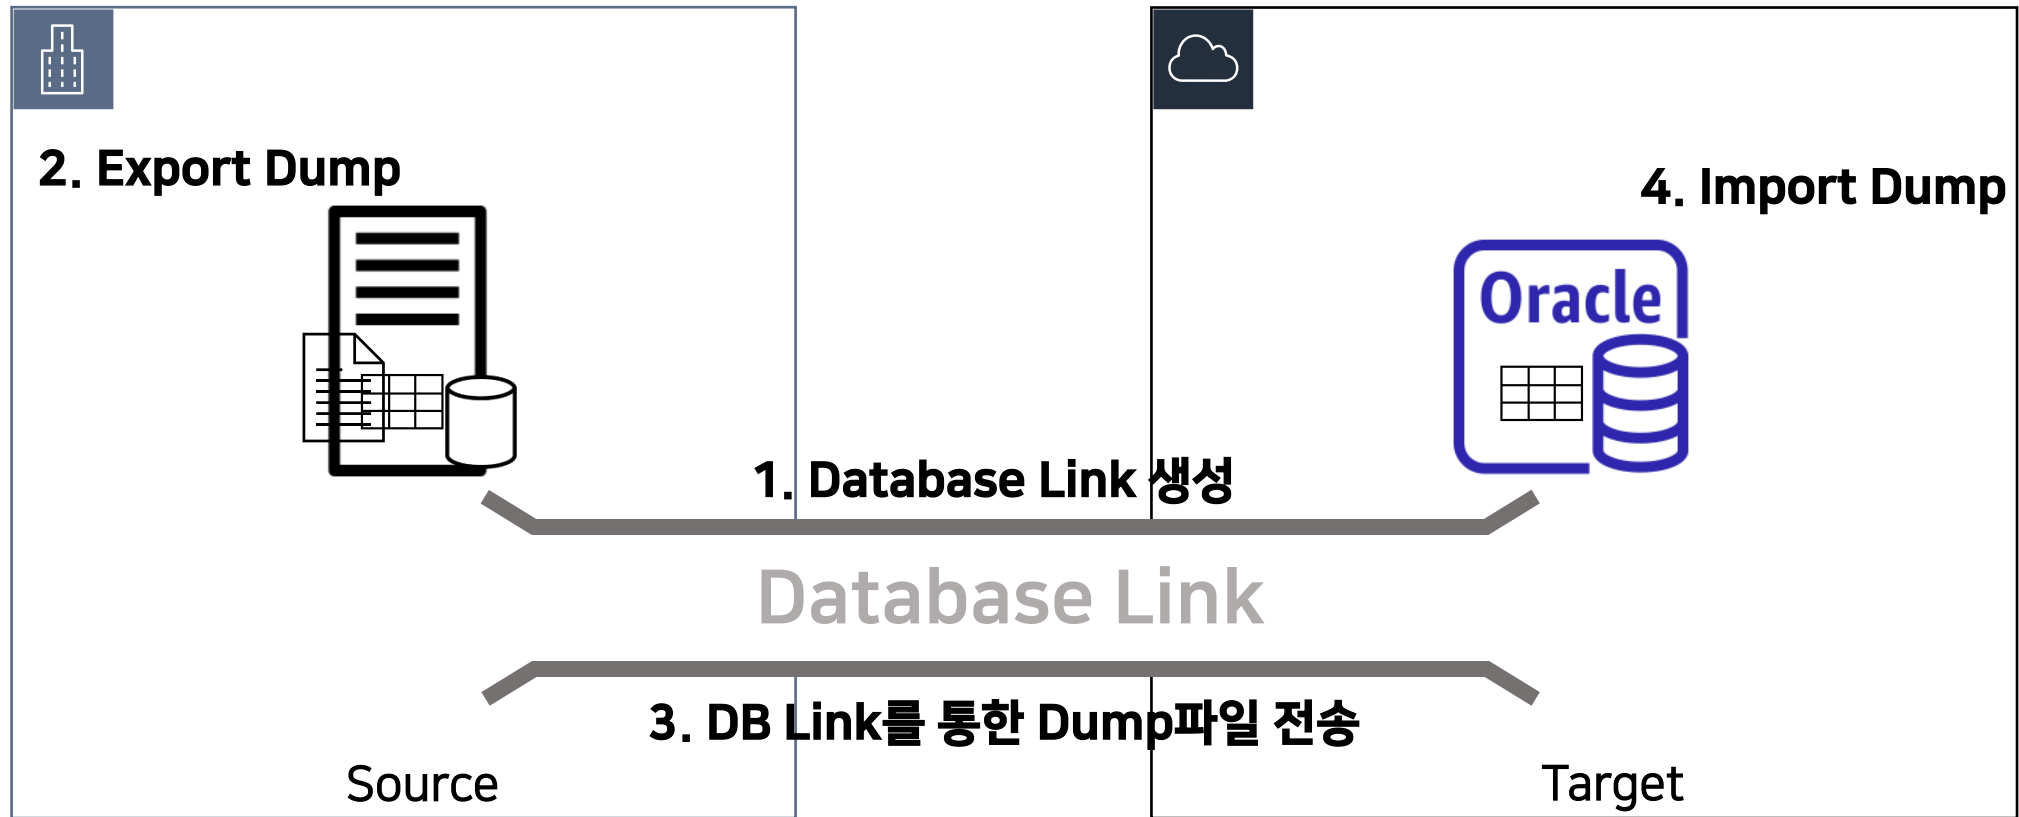 2. Export Dump
4. Import Dump
Oracle
1. Database Link 생성
Database Link
3. DB Link를 통한 Dump파일 전송
Source
Target